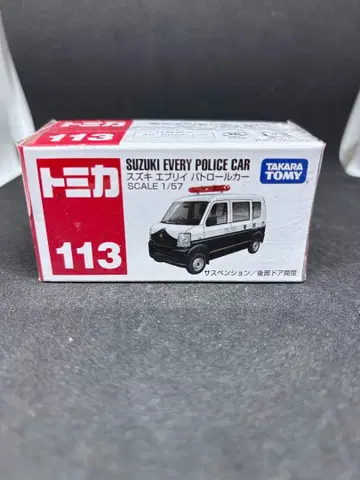 トミカ
113
トミカ
113
SUZUKI EVERY POLICE CAR
スズキ エブリイ パトロールカー
SCALE 1/57
TAKARA
TOMY
サスペンション/後部ドア開閉